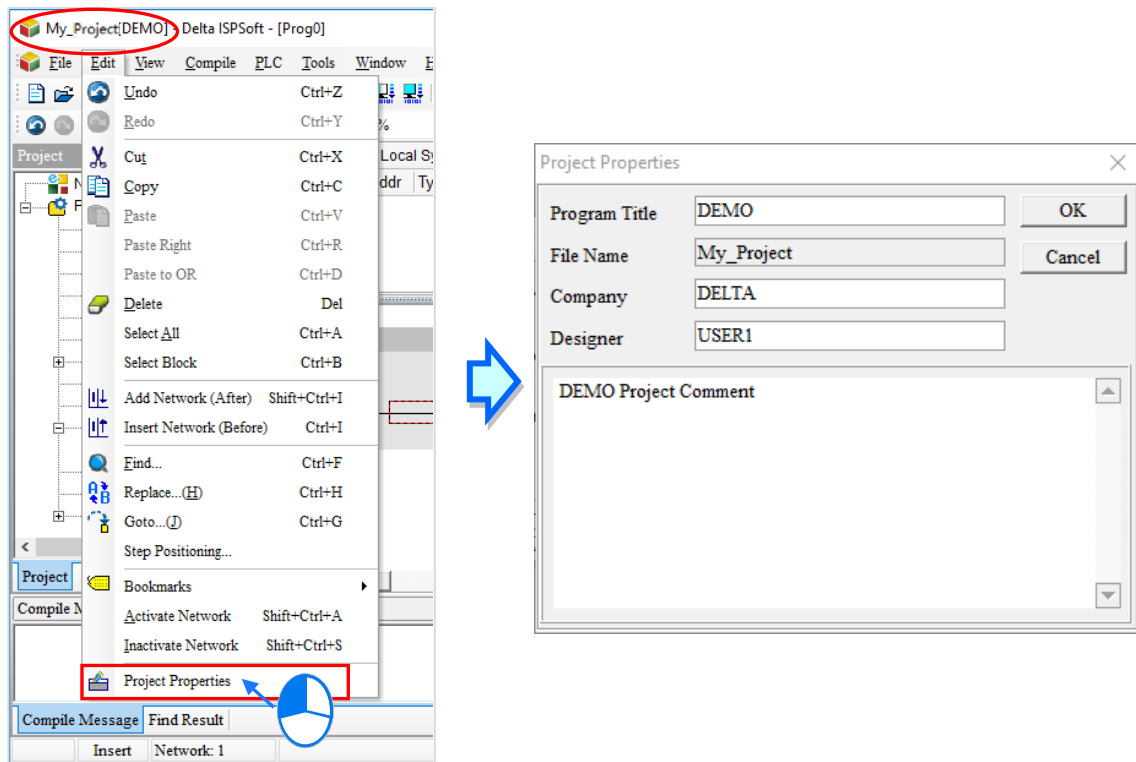 My_Project[DEMO] - Delta ISPSoft - [Prog0]
File Edit View Compile PLC Tools Window
Undo Ctrl+Z
Redo Ctrl+Y
%
Project
Cut Ctrl+X
Local Sy
Copy Ctrl+C
ddr Ty
Paste Ctrl+V
Paste Right Ctrl+R
Paste to OR Ctrl+D
Delete Del
Select All Ctrl+A
Select Block Ctrl+B
Add Network (After) Shift+Ctrl+I
Insert Network (Before) Ctrl+I
Find... Ctrl+F
Replace...(H) Ctrl+H
Goto...(J) Ctrl+G
Step Positioning...
Project
Bookmarks
Compile M
Activate Network Shift+Ctrl+A
Inactivate Network Shift+Ctrl+S
Project Properties
Compile Message Find Result
Insert Network: 1
Project Properties
Program Title DEMO OK
File Name My_Project Cancel
Company DELTA
Designer USER1
DEMO Project Comment